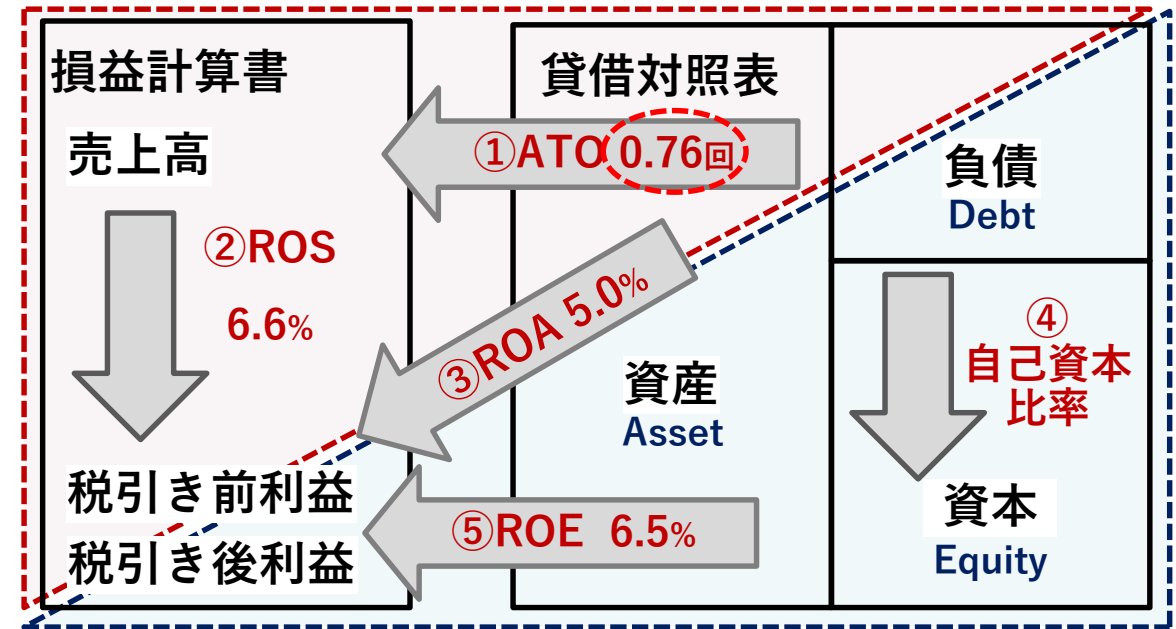 損益計算書
貸借対照表
売上高
①ATO 0.76回
負債
Debt
②ROS
6.6%
③ROA 5.0%
④
自己資本
比率
資産
Asset
税引き前利益
税引き後利益
⑤ROE 6.5%
資本
Equity